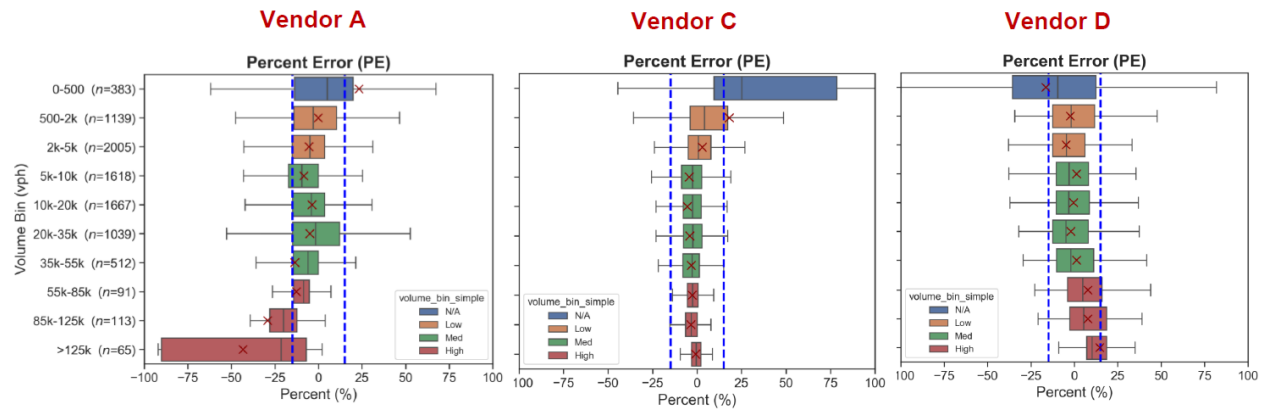 Vendor A
Vendor C
Vendor D
Percent Error (PE)
Percent Error (PE)
Percent Error (PE)
Volume Bin (vph)
0-500 (n=383)
500-2k (n=1139)
2k-5k (n=2005)
5k-10k (n=1618)
10k-20k (n=1667)
20k-35k (n=1039)
35k-55k (n=512)
55k-85k (n=91)
85k-125k (n=113)
>125k (n=65)
volume_bin_simple
N/A
Low
Med
High
volume_bin_simple
N/A
Low
Med
High
volume_bin_simple
N/A
Low
Med
High
−100 −75 −50 −25 0 25 50 75 100
−100 −75 −50 −25 0 25 50 75 100
−100 −75 −50 −25 0 25 50 75 100
Percent (%)
Percent (%)
Percent (%)